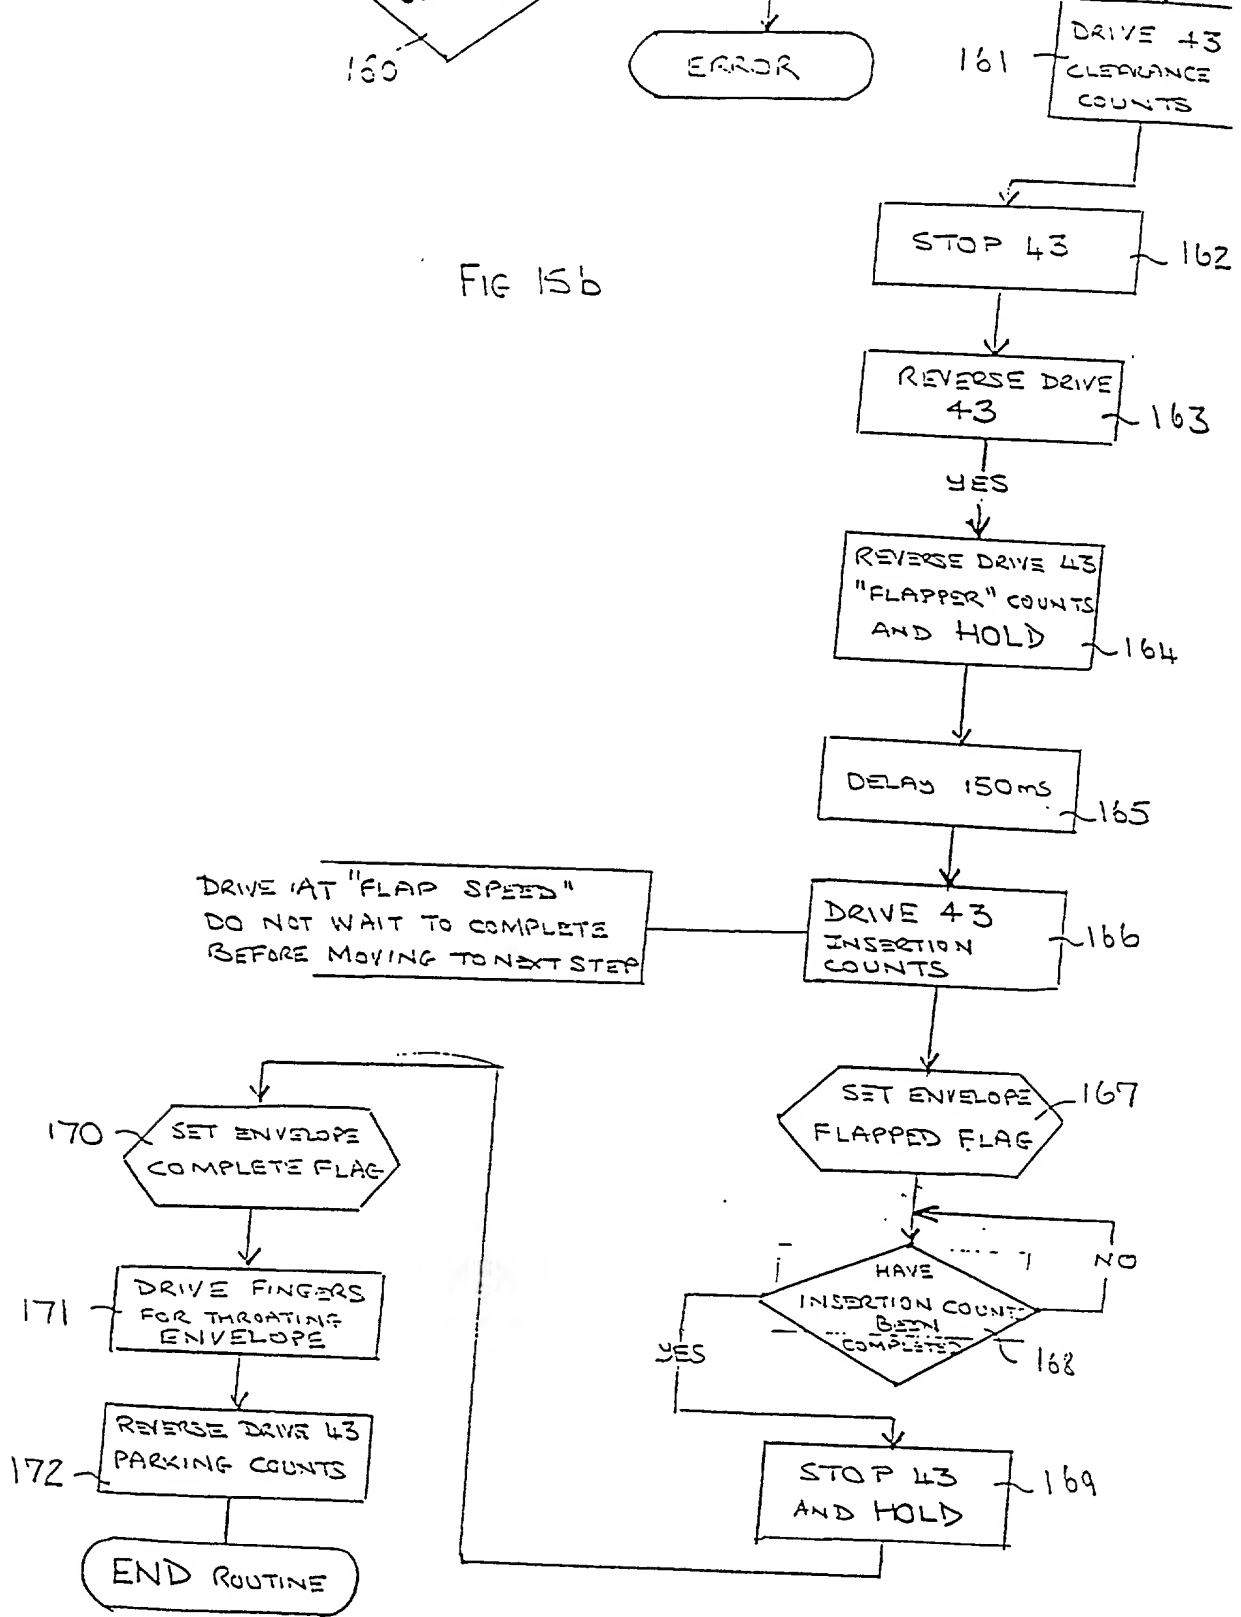 160
ERROR
161
DRIVE 43
CLEARANCE
COUNTS
STOP 43
162
FIG 15b
REVERSE DRIVE
43
163
YES
REVERSE DRIVE 43
"FLAPPER" COUNTS
AND HOLD
164
DELAY 150ms
165
DRIVE AT "FLAP SPEED"
DO NOT WAIT TO COMPLETE
BEFORE MOVING TO NEXT STEP
DRIVE 43
INSERTION
COUNTS
166
SET ENVELOPE
FLAPPED FLAG
167
HAVE
INSERTION COUNTS
BEEN
COMPLETED
168
NO
YES
STOP 43
AND HOLD
169
170
SET ENVELOPE
COMPLETE FLAG
171
DRIVE FINGERS
FOR THROATING
ENVELOPE
172
REVERSE DRIVE 43
PARKING COUNTS
END ROUTINE